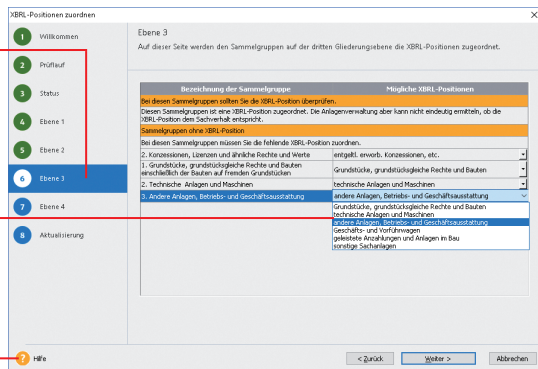 XBRL-Positionen zuordnen
1 Willkommen
2 Prüflauf
3 Status
4 Ebene 1
5 Ebene 2
6 Ebene 3
7 Ebene 4
8 Aktualisierung
? Hilfe
Ebene 3
Auf dieser Seite werden den Sammelgruppen auf der dritten Gliederungsebene die XBRL-Positionen zugeordnet.
Bezeichnung der Sammelgruppe Mögliche XBRL-Positionen
Bei diesen Sammelgruppen sollten Sie die XBRL-Position überprüfen.
Diesen Sammelgruppen ist eine XBRL-Position zugeordnet. Die Anlagenverwaltung aber kann nicht eindeutig ermitteln, ob die
XBRL-Position dem Sachverhalt entspricht.
Sammelgruppen ohne XBRL-Position
Bei diesen Sammelgruppen müssen Sie die fehlende XBRL-Position zuordnen.
2. Konzessionen, Lizenzen und ähnliche Rechte und Werte entgeltl. erworb. Konzessionen, etc.
1. Grundstücke, grundstücksgleiche Rechte und Bauten
einschließlich der Bauten auf fremden Grundstücken Grundstücke, grundstücksgleiche Rechte und Bauten
2. Technische Anlagen und Maschinen technische Anlagen und Maschinen
3. Andere Anlagen, Betriebs- und Geschäftsausstattung andere Anlagen, Betriebs- und Geschäftsausstattung
Grundstücke, grundstücksgleiche Rechte und Bauten
technische Anlagen und Maschinen
andere Anlagen, Betriebs- und Geschäftsausstattung
Geschäfts- und Vorführwagen
geleistete Anzahlungen und Anlagen im Bau
sonstige Sachanlagen
< Zurück Weiter > Abbrechen